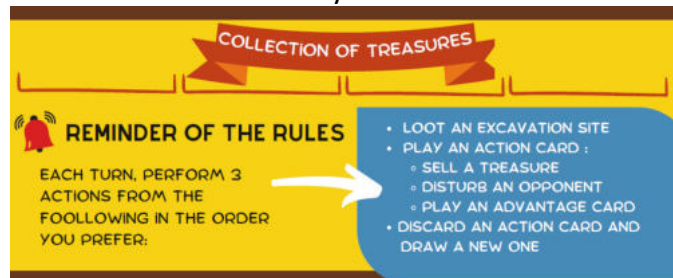 COLLECTION OF TREASURES
REMINDER OF THE RULES
EACH TURN, PERFORM 3
ACTIONS FROM THE
FOOLLOWING IN THE ORDER
YOU PREFER:
• LOOT AN EXCAVATION SITE
• PLAY AN ACTION CARD :
◦ SELL A TREASURE
◦ DISTURB AN OPPONENT
◦ PLAY AN ADVANTAGE CARD
• DISCARD AN ACTION CARD AND
DRAW A NEW ONE